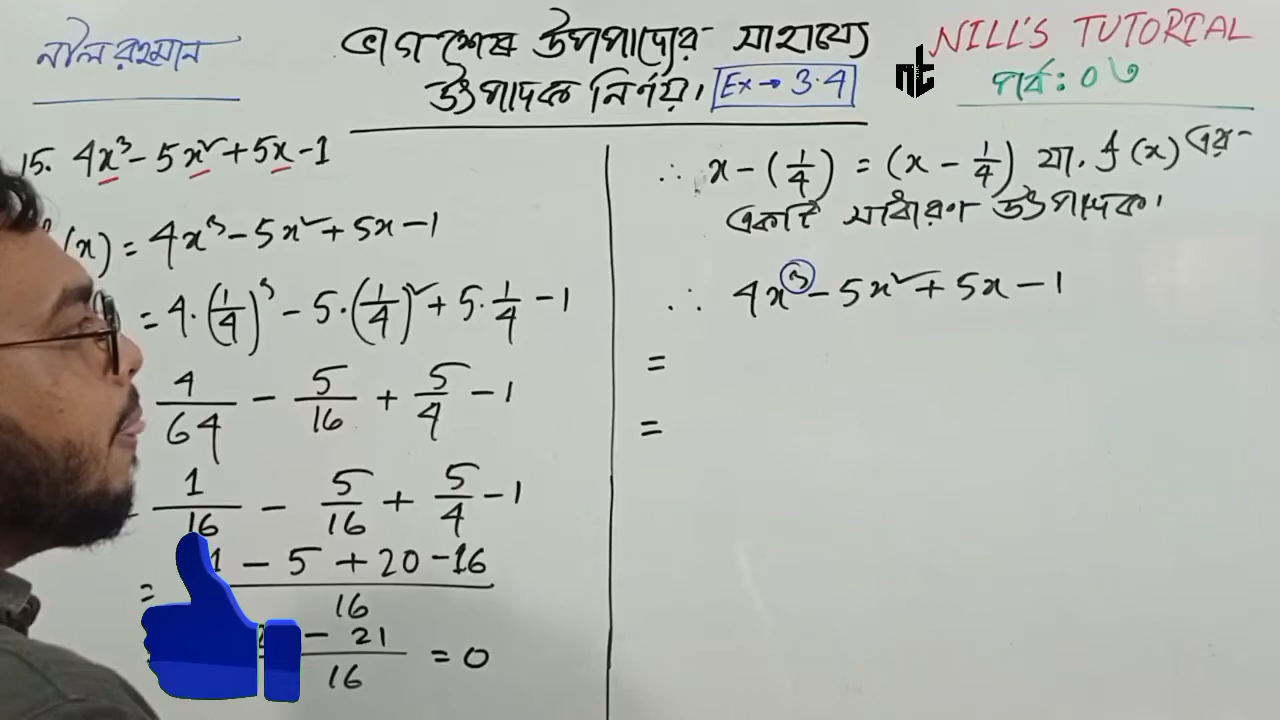 নীল রহমান
ভাগশেষ উপপাদ্যের সাহায্যে
উৎপাদক নির্ণয়। Ex → 3.4
NILL'S TUTORIAL
পর্ব: ০৬
15. 4x³ - 5x² + 5x - 1
(x) = 4x³ - 5x² + 5x - 1
= 4·(1/4)³ - 5·(1/4)² + 5·1/4 - 1
4/64 - 5/16 + 5/4 - 1
1/16 - 5/16 + 5/4 - 1
= 1 - 5 + 20 - 16 / 16
- 21 / 16 = 0
∴ x - (1/4) = (x - 1/4) যা, f(x) এর-
একটি সাধারণ উৎপাদক।
∴ 4x³ - 5x² + 5x - 1
=
=